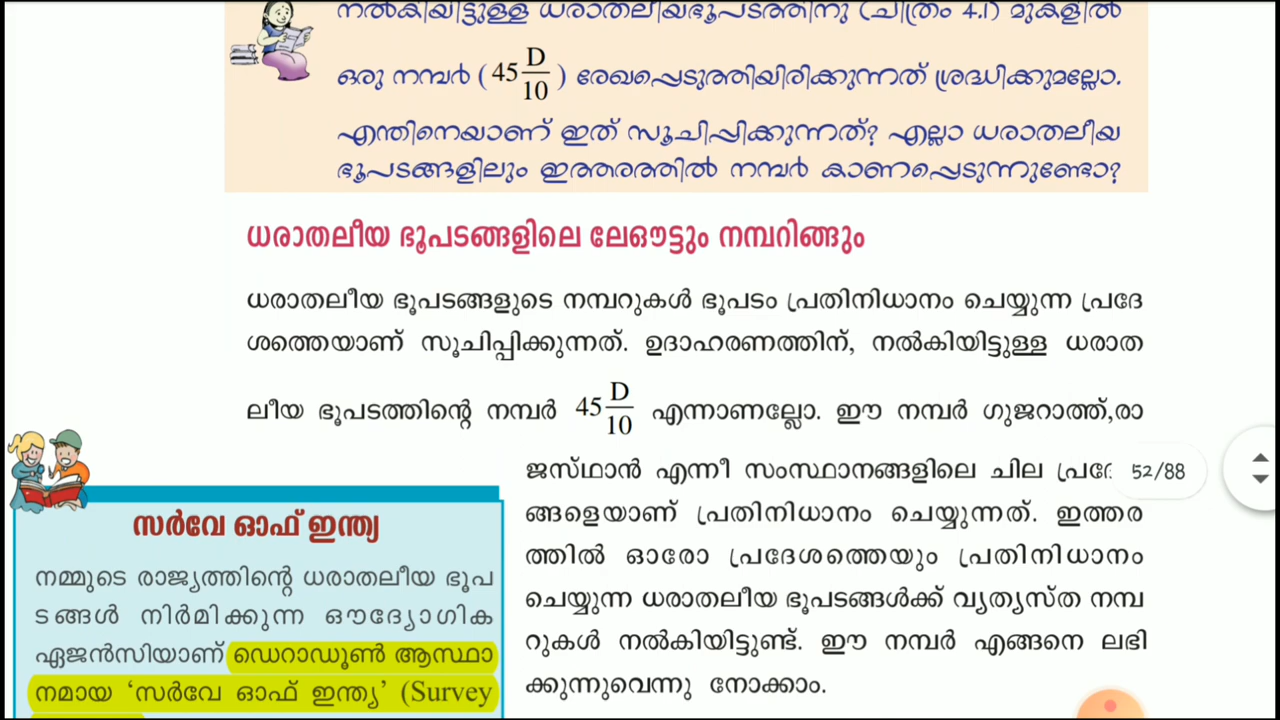 നൽകിയിട്ടുള്ള ധരാതലീയഭൂപടത്തിനു (ചിത്രം 4.1) മുകളിൽ
ഒരു നമ്പർ (45 D/10) രേഖപ്പെടുത്തിയിരിക്കുന്നത് ശ്രദ്ധിക്കുമല്ലോ.
എന്തിനെയാണ് ഇത് സൂചിപ്പിക്കുന്നത്? എല്ലാ ധരാതലീയ
ഭൂപടങ്ങളിലും ഇത്തരത്തിൽ നമ്പർ കാണപ്പെടുന്നുണ്ടോ?
ധരാതലീയ ഭൂപടങ്ങളിലെ ലേഔട്ടും നമ്പറിങ്ങും
ധരാതലീയ ഭൂപടങ്ങളുടെ നമ്പറുകൾ ഭൂപടം പ്രതിനിധാനം ചെയ്യുന്ന പ്രദേ
ശത്തെയാണ് സൂചിപ്പിക്കുന്നത്. ഉദാഹരണത്തിന്, നൽകിയിട്ടുള്ള ധരാത
ലീയ ഭൂപടത്തിന്റെ നമ്പർ 45 D/10 എന്നാണല്ലോ. ഈ നമ്പർ ഗുജറാത്ത്,രാ
ജസ്ഥാൻ എന്നീ സംസ്ഥാനങ്ങളിലെ ചില പ്രദേ
ങ്ങളെയാണ് പ്രതിനിധാനം ചെയ്യുന്നത്. ഇത്തര
ത്തിൽ ഓരോ പ്രദേശത്തെയും പ്രതിനിധാനം
ചെയ്യുന്ന ധരാതലീയ ഭൂപടങ്ങൾക്ക് വ്യത്യസ്ത നമ്പ
റുകൾ നൽകിയിട്ടുണ്ട്. ഈ നമ്പർ എങ്ങനെ ലഭി
ക്കുന്നുവെന്നു നോക്കാം.
52/88
സർവേ ഓഫ് ഇന്ത്യ
നമ്മുടെ രാജ്യത്തിന്റെ ധരാതലീയ ഭൂപ
ടങ്ങൾ നിർമിക്കുന്ന ഔദ്യോഗിക
ഏജൻസിയാണ് ഡെറാഡൂൺ ആസ്ഥാ
നമായ ‘സർവേ ഓഫ് ഇന്ത്യ’ (Survey